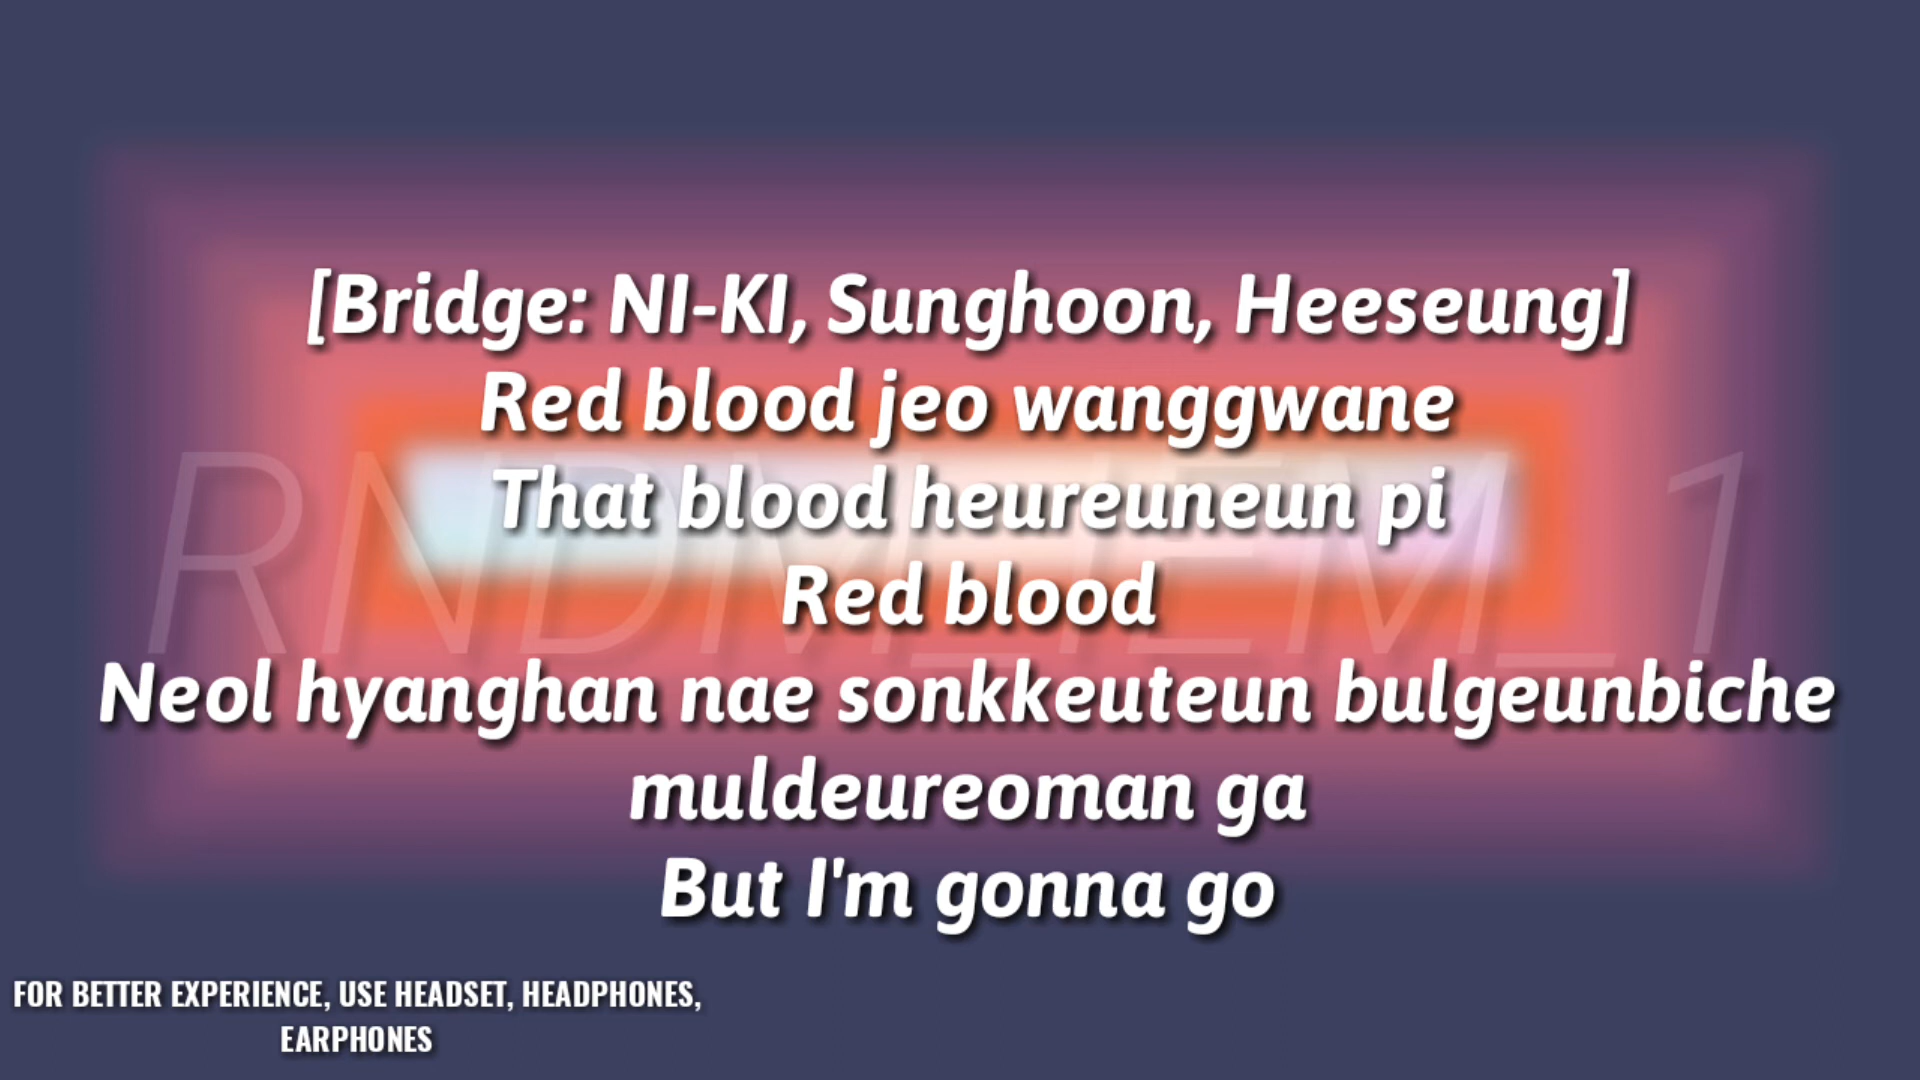 [Bridge: NI-KI, Sunghoon, Heeseung]
Red blood jeo wanggwane
That blood heureuneun pi
Red blood
Neol hyanghan nae sonkkeuteun bulgeunbiche
muldeureoman ga
But I'm gonna go
RNDM_IEM_1
FOR BETTER EXPERIENCE, USE HEADSET, HEADPHONES,
EARPHONES